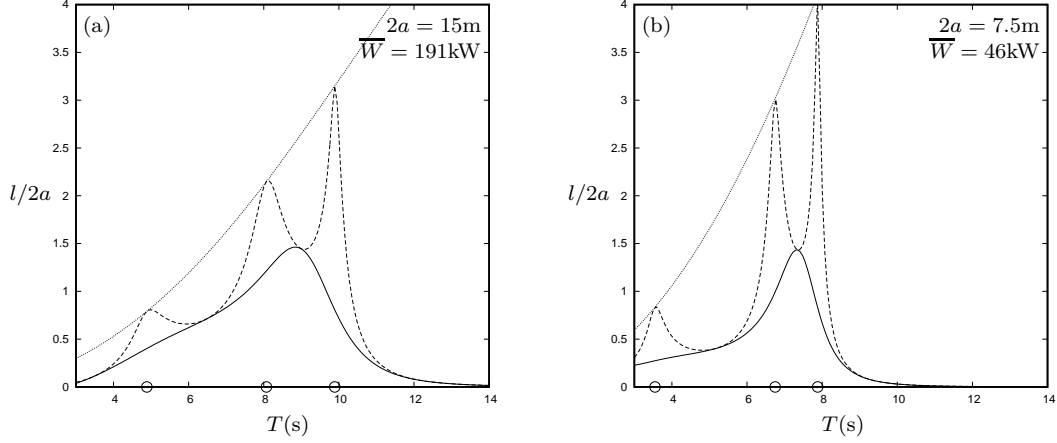 (a)
2a = 15m
W̅ = 191kW
4
3.5
3
2.5
2
1.5
1
0.5
0
l/2a
4 6 8 10 12 14
T(s)
(b)
2a = 7.5m
W̅ = 46kW
4
3.5
3
2.5
2
1.5
1
0.5
0
l/2a
4 6 8 10 12 14
T(s)